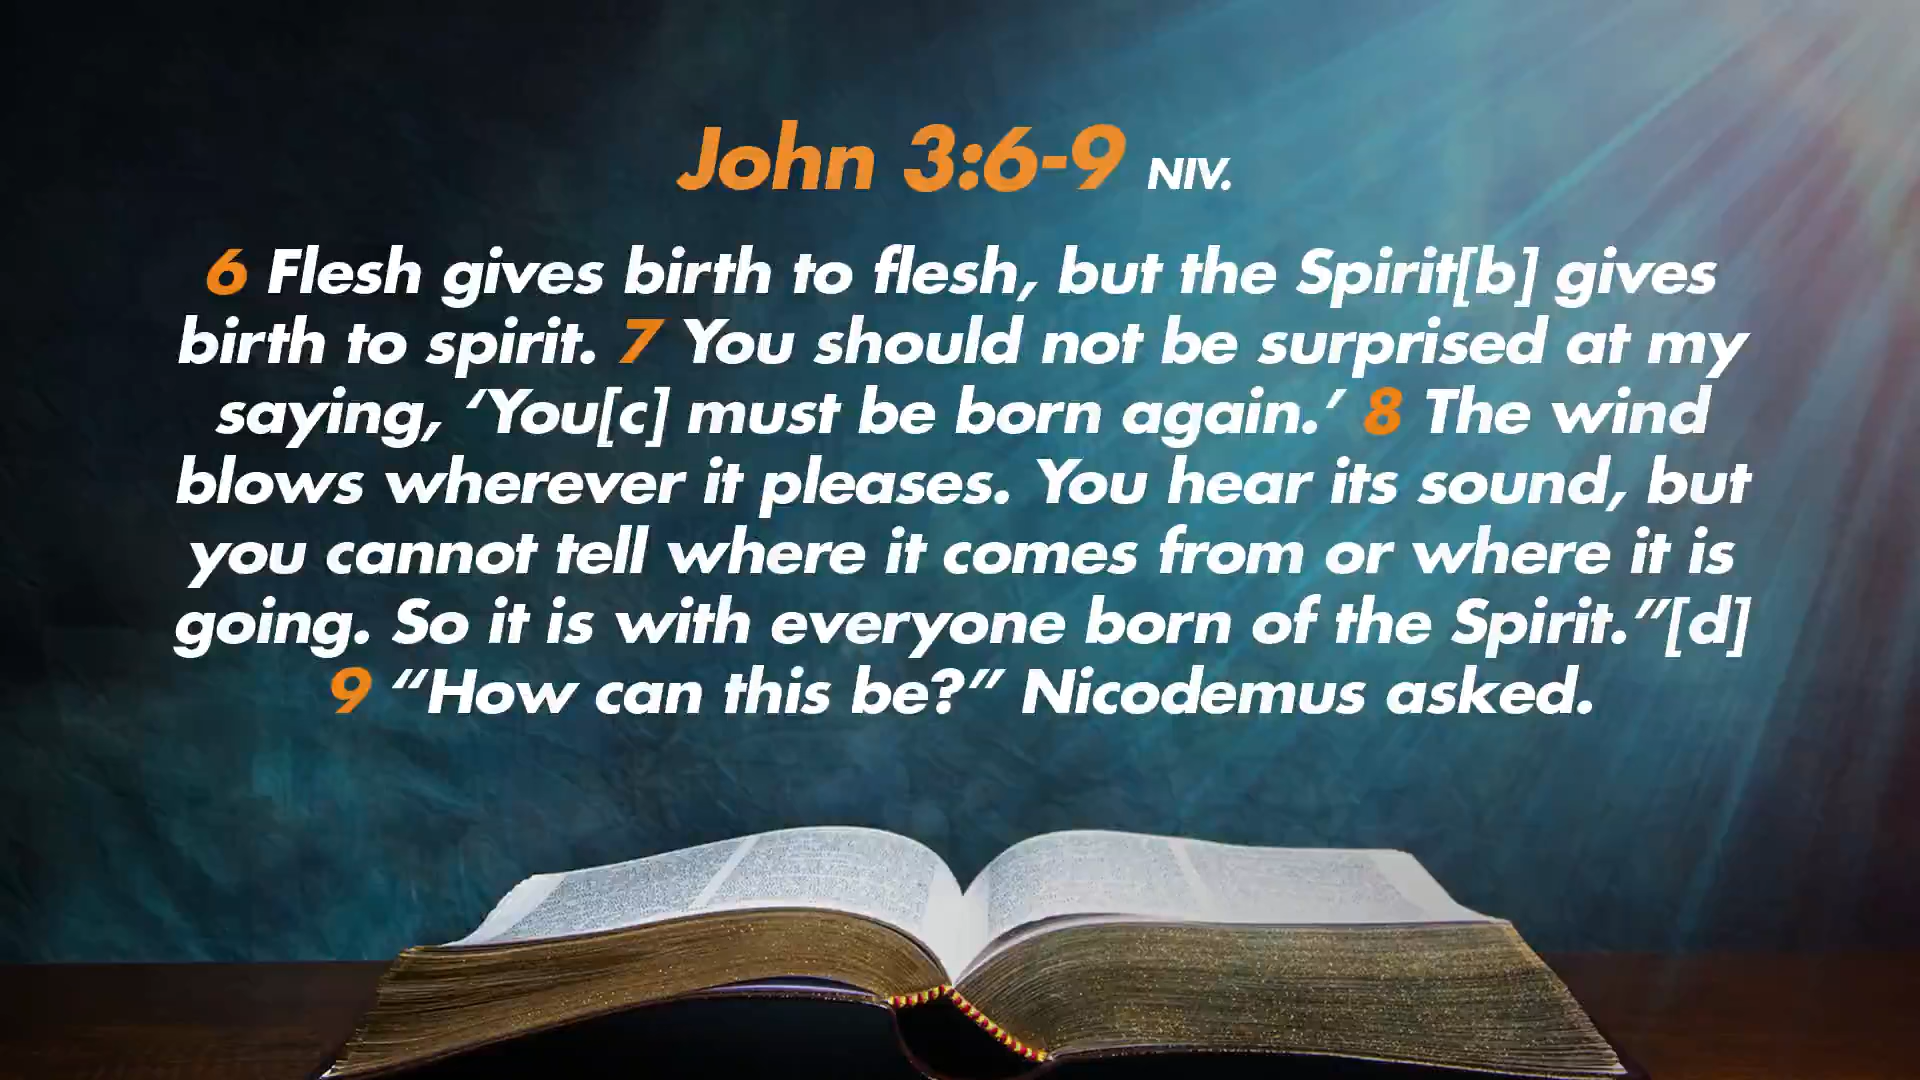 John 3:6-9 NIV.
6 Flesh gives birth to flesh, but the Spirit[b] gives
birth to spirit. 7 You should not be surprised at my
saying, ‘You[c] must be born again.’ 8 The wind
blows wherever it pleases. You hear its sound, but
you cannot tell where it comes from or where it is
going. So it is with everyone born of the Spirit.”[d]
9 “How can this be?” Nicodemus asked.